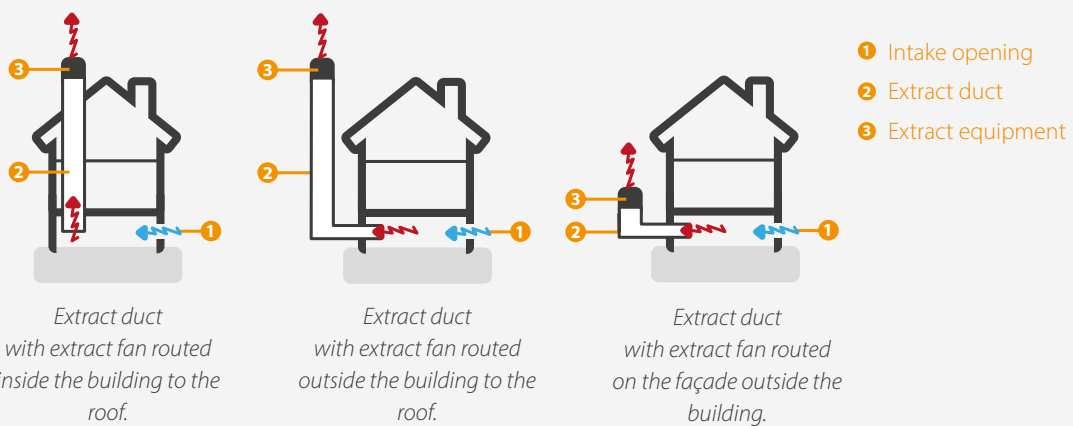 3
2
1
Extract duct
with extract fan routed
inside the building to the
roof.
3
2
1
Extract duct
with extract fan routed
outside the building to the
roof.
3
2
1
Extract duct
with extract fan routed
on the façade outside the
building.
1 Intake opening
2 Extract duct
3 Extract equipment